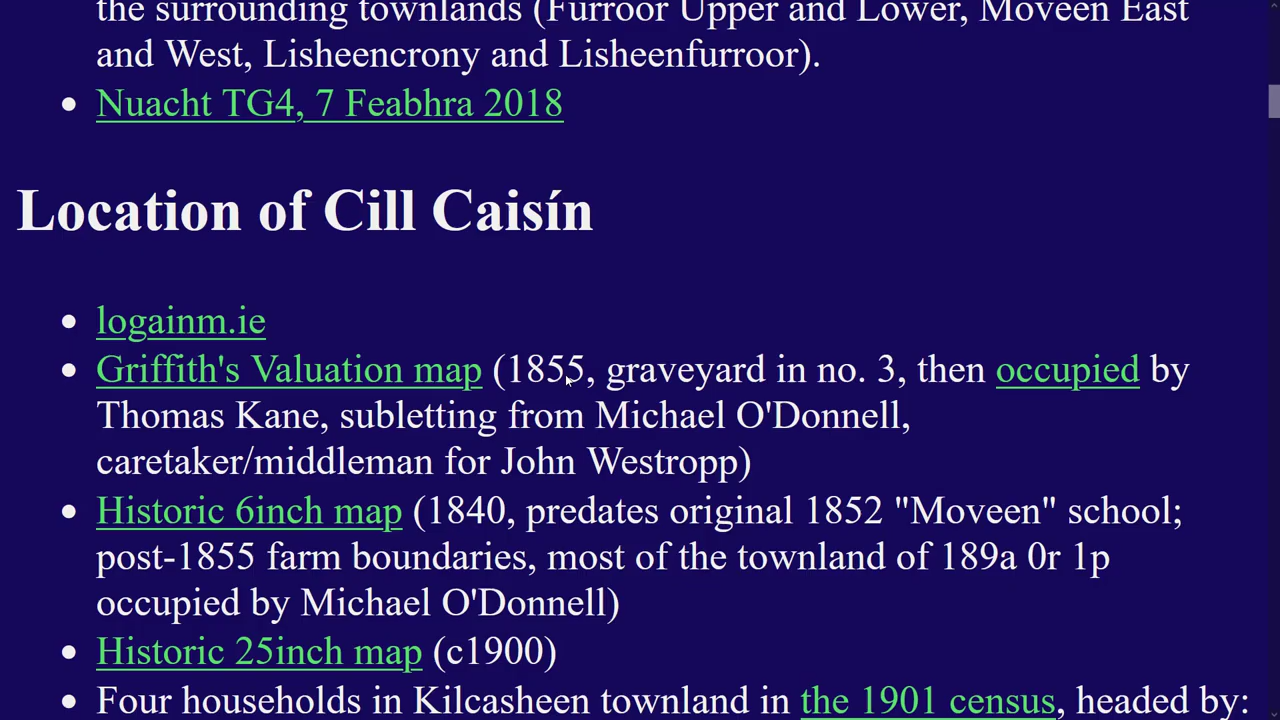 the surrounding townlands (Furroor Upper and Lower, Moveen East
and West, Lisheencrony and Lisheenfurroor).
Nuacht TG4, 7 Feabhra 2018
Location of Cill Caisín
logainm.ie
Griffith's Valuation map (1855, graveyard in no. 3, then occupied by
Thomas Kane, subletting from Michael O'Donnell,
caretaker/middleman for John Westropp)
Historic 6inch map (1840, predates original 1852 "Moveen" school;
post-1855 farm boundaries, most of the townland of 189a 0r 1p
occupied by Michael O'Donnell)
Historic 25inch map (c1900)
Four households in Kilcasheen townland in the 1901 census, headed by: